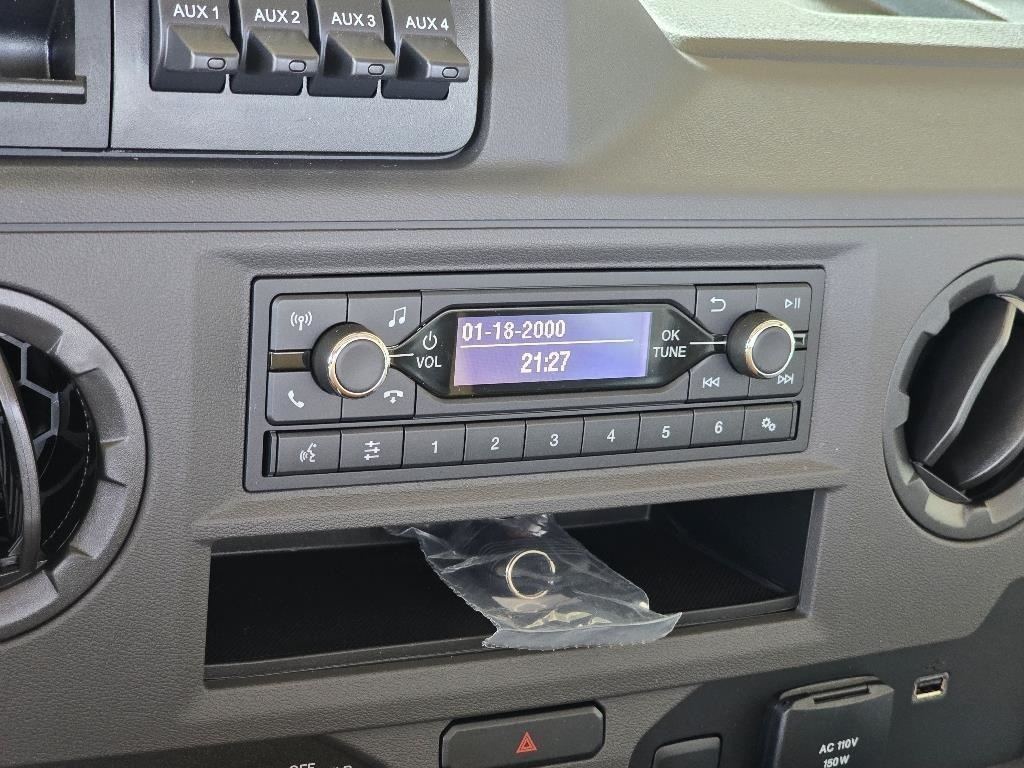 AUX 1 AUX 2 AUX 3 AUX 4
01-18-2000
21:27
VOL
OK
TUNE
1 2 3 4 5 6
AC 110V
150W
OFF